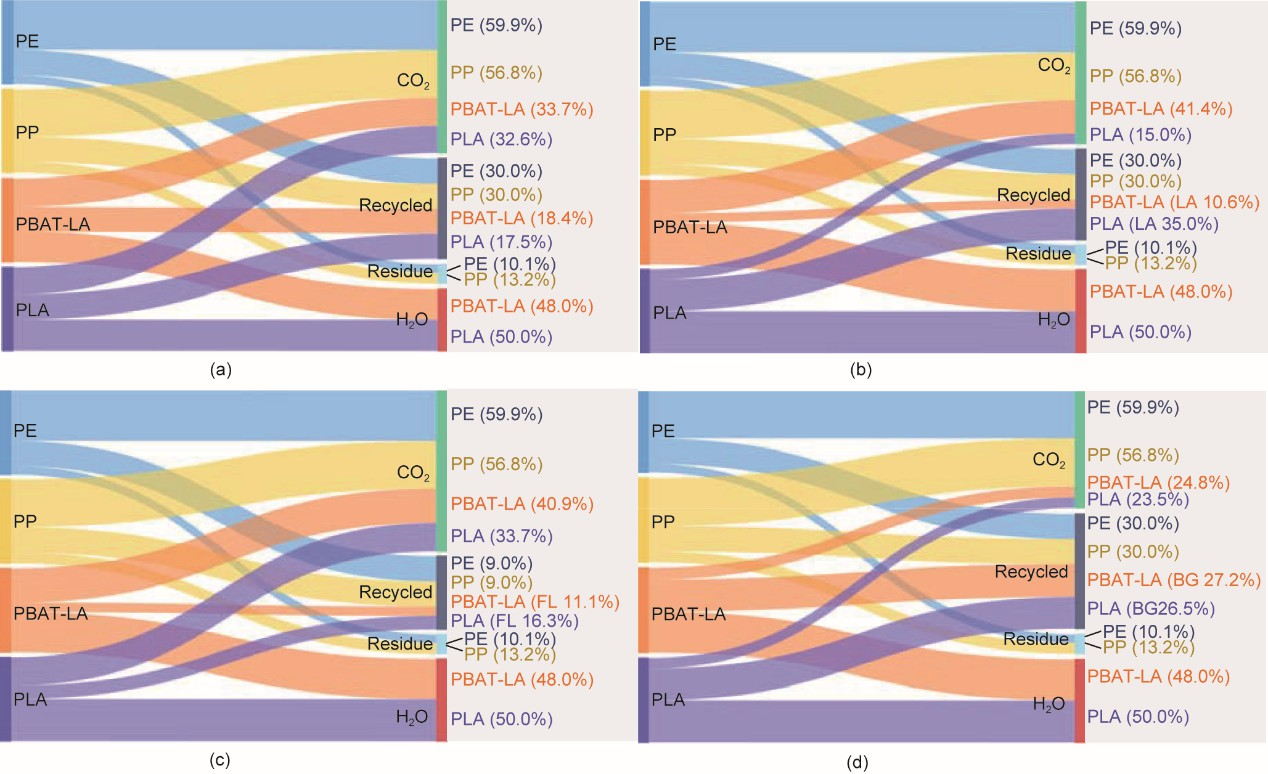 PE
PP
PBAT-LA
PLA
CO₂
Recycled
Residue
H₂O
PE (59.9%)
PP (56.8%)
PBAT-LA (33.7%)
PLA (32.6%)
PE (30.0%)
PP (30.0%)
PBAT-LA (18.4%)
PLA (17.5%)
PE (10.1%)
PP (13.2%)
PBAT-LA (48.0%)
PLA (50.0%)
(a)
PE
PP
PBAT-LA
PLA
CO₂
Recycled
Residue
H₂O
PE (59.9%)
PP (56.8%)
PBAT-LA (41.4%)
PLA (15.0%)
PE (30.0%)
PP (30.0%)
PBAT-LA (LA 10.6%)
PLA (LA 35.0%)
PE (10.1%)
PP (13.2%)
PBAT-LA (48.0%)
PLA (50.0%)
(b)
PE
PP
PBAT-LA
PLA
CO₂
Recycled
Residue
H₂O
PE (59.9%)
PP (56.8%)
PBAT-LA (40.9%)
PLA (33.7%)
PE (9.0%)
PP (9.0%)
PBAT-LA (FL 11.1%)
PLA (FL 16.3%)
PE (10.1%)
PP (13.2%)
PBAT-LA (48.0%)
PLA (50.0%)
(c)
PE
PP
PBAT-LA
PLA
CO₂
Recycled
Residue
H₂O
PE (59.9%)
PP (56.8%)
PBAT-LA (24.8%)
PLA (23.5%)
PE (30.0%)
PP (30.0%)
PBAT-LA (BG 27.2%)
PLA (BG26.5%)
PE (10.1%)
PP (13.2%)
PBAT-LA (48.0%)
PLA (50.0%)
(d)